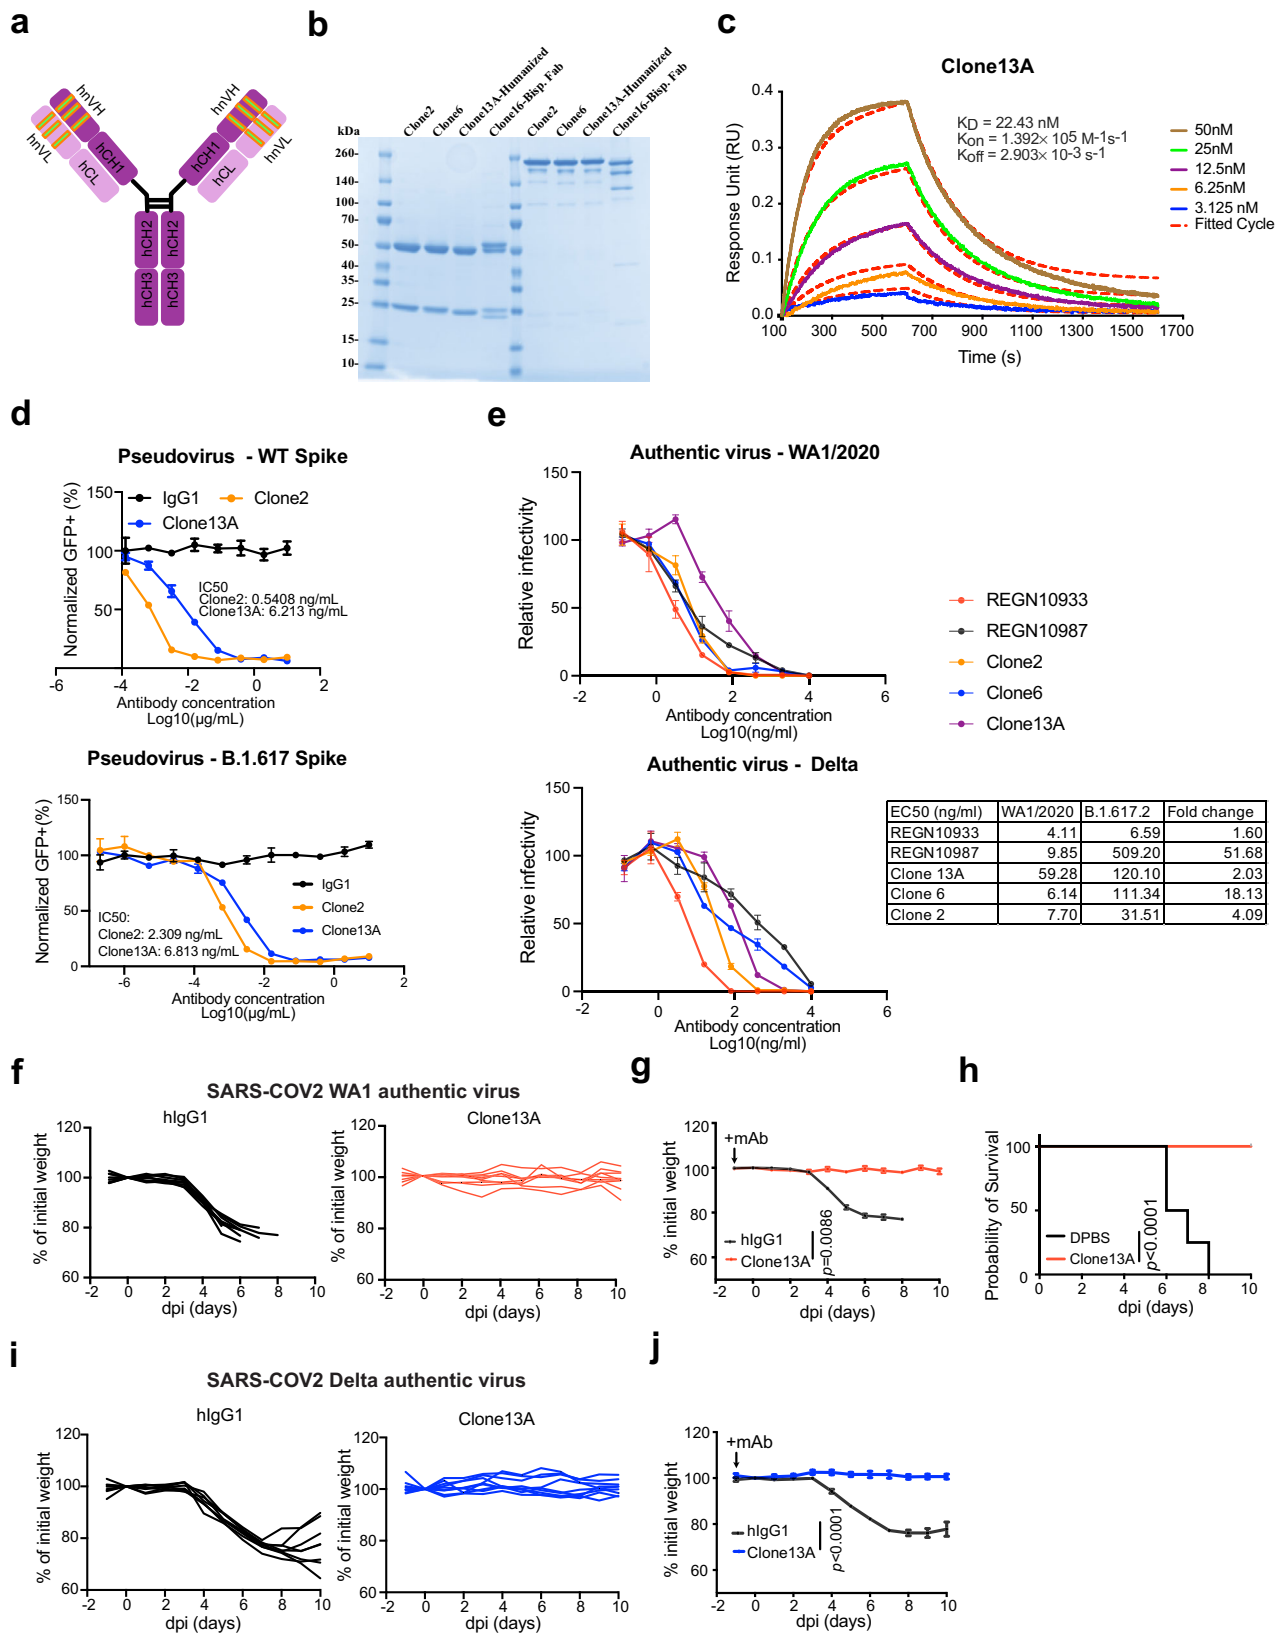 a
hnVH
hnVL
hCH1
hCL
hnVH
hnVL
hCH1
hCL
hCH2
hCH2
hCH3
hCH3
b
kDa
Clone2
Clone6
Clone13A-Humanized
Clone16-Bisp. Fab
Clone2
Clone6
Clone13A-Humanized
Clone16-Bisp. Fab
260-
140-
100-
70-
50-
40-
35-
25-
15-
10-
c
Clone13A
Response Unit (RU)
0.4
0.3
0.2
0.1
0.0
100 300 500 700 900 1100 1300 1500 1700
Time (s)
KD = 22.43 nM
Kon = 1.392× 105 M-1s-1
Koff = 2.903× 10-3 s-1
50nM
25nM
12.5nM
6.25nM
3.125 nM
Fitted Cycle
d
Pseudovirus - WT Spike
Normalized GFP+ (%)
150
100
50
IgG1 Clone2
Clone13A
IC50
Clone2: 0.5408 ng/mL
Clone13A: 6.213 ng/mL
-6 -4 -2 0 2
Antibody concentration
Log10(µg/mL)
Pseudovirus - B.1.617 Spike
Normalized GFP+(%)
150
100
50
0
IgG1
Clone2
Clone13A
IC50:
Clone2: 2.309 ng/mL
Clone13A: 6.813 ng/mL
-6 -4 -2 0 2
Antibody concentration
Log10(µg/mL)
e
Authentic virus - WA1/2020
Relative infectivity
150
100
50
0
-2 0 2 4 6
Antibody concentration
Log10(ng/ml)
REGN10933
REGN10987
Clone2
Clone6
Clone13A
Authentic virus - Delta
Relative infectivity
150
100
50
0
-2 0 2 4 6
Antibody concentration
Log10(ng/ml)
EC50 (ng/ml) WA1/2020 B.1.617.2 Fold change
REGN10933 4.11 6.59 1.60
REGN10987 9.85 509.20 51.68
Clone 13A 59.28 120.10 2.03
Clone 6 6.14 111.34 18.13
Clone 2 7.70 31.51 4.09
f
SARS-COV2 WA1 authentic virus
hIgG1
% of initial weight
120
100
80
60
-2 0 2 4 6 8 10
dpi (days)
Clone13A
% of initial weight
120
100
80
60
-2 0 2 4 6 8 10
dpi (days)
g
+mAb
% initial weight
120
100
80
60
hIgG1
Clone13A
p=0.0086
-2 0 2 4 6 8 10
dpi (days)
h
Probability of Survival
100
50
0
DPBS
Clone13A
p<0.0001
0 2 4 6 8 10
dpi (days)
i
SARS-COV2 Delta authentic virus
hIgG1
% of initial weight
120
100
80
60
-2 0 2 4 6 8 10
dpi (days)
Clone13A
% of initial weight
120
100
80
60
-2 0 2 4 6 8 10
dpi (days)
j
+mAb
% initial weight
120
100
80
60
hIgG1
Clone13A
p<0.0001
-2 0 2 4 6 8 10
dpi (days)